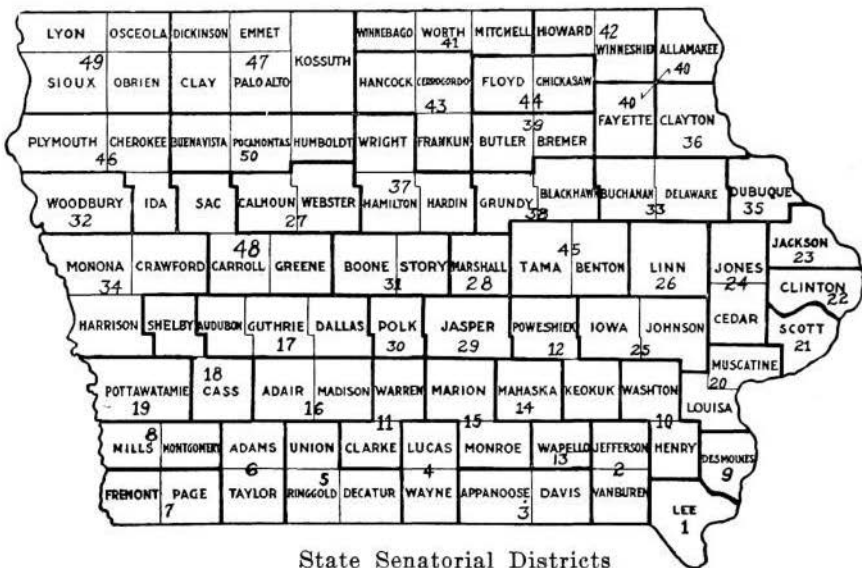 LYON OSCEOLA DICKINSON EMMET WINNEBAGO WORTH MITCHELL HOWARD 42
KOSSUTH 41 WINNESHIEK ALLAMAKEE
49 47 40
SIOUX OBRIEN CLAY PALO ALTO HANCOCK CERROGORDO FLOYD CHICKASAW 40
43 44 FAYETTE CLAYTON
39 36
PLYMOUTH CHEROKEE BUENAVISTA POCAHONTAS HUMBOLDT WRIGHT FRANKLIN BUTLER BREMER
46 50
37 BLACKHAWK BUCHANAN DELAWARE DUBUQUE
WOODBURY IDA SAC CALHOUN WEBSTER HAMILTON HARDIN GRUNDY 33 35
32 27 38
48 45 JACKSON
MONONA CRAWFORD CARROLL GREENE BOONE STORY MARSHALL TAMA BENTON LINN JONES 23
34 31 28 26 24 CLINTON
22
HARRISON SHELBY AUDUBON GUTHRIE DALLAS POLK JASPER POWESHIEK IOWA JOHNSON CEDAR SCOTT
17 30 29 12 25 21
18 MUSCATINE
POTTAWATAMIE CASS ADAIR MADISON WARREN MARION MAHASKA KEOKUK WASH'TON 20
19 16 14 LOUISA
11 15 10
8
MILLS MONTGOMERY ADAMS UNION CLARKE LUCAS MONROE WAPELLO JEFFERSON HENRY DESMOINES
6 5 4 13 2 9
FREMONT PAGE TAYLOR RINGGOLD DECATUR WAYNE APPANOOSE DAVIS VANBUREN LEE
7 3 1
State Senatorial Districts